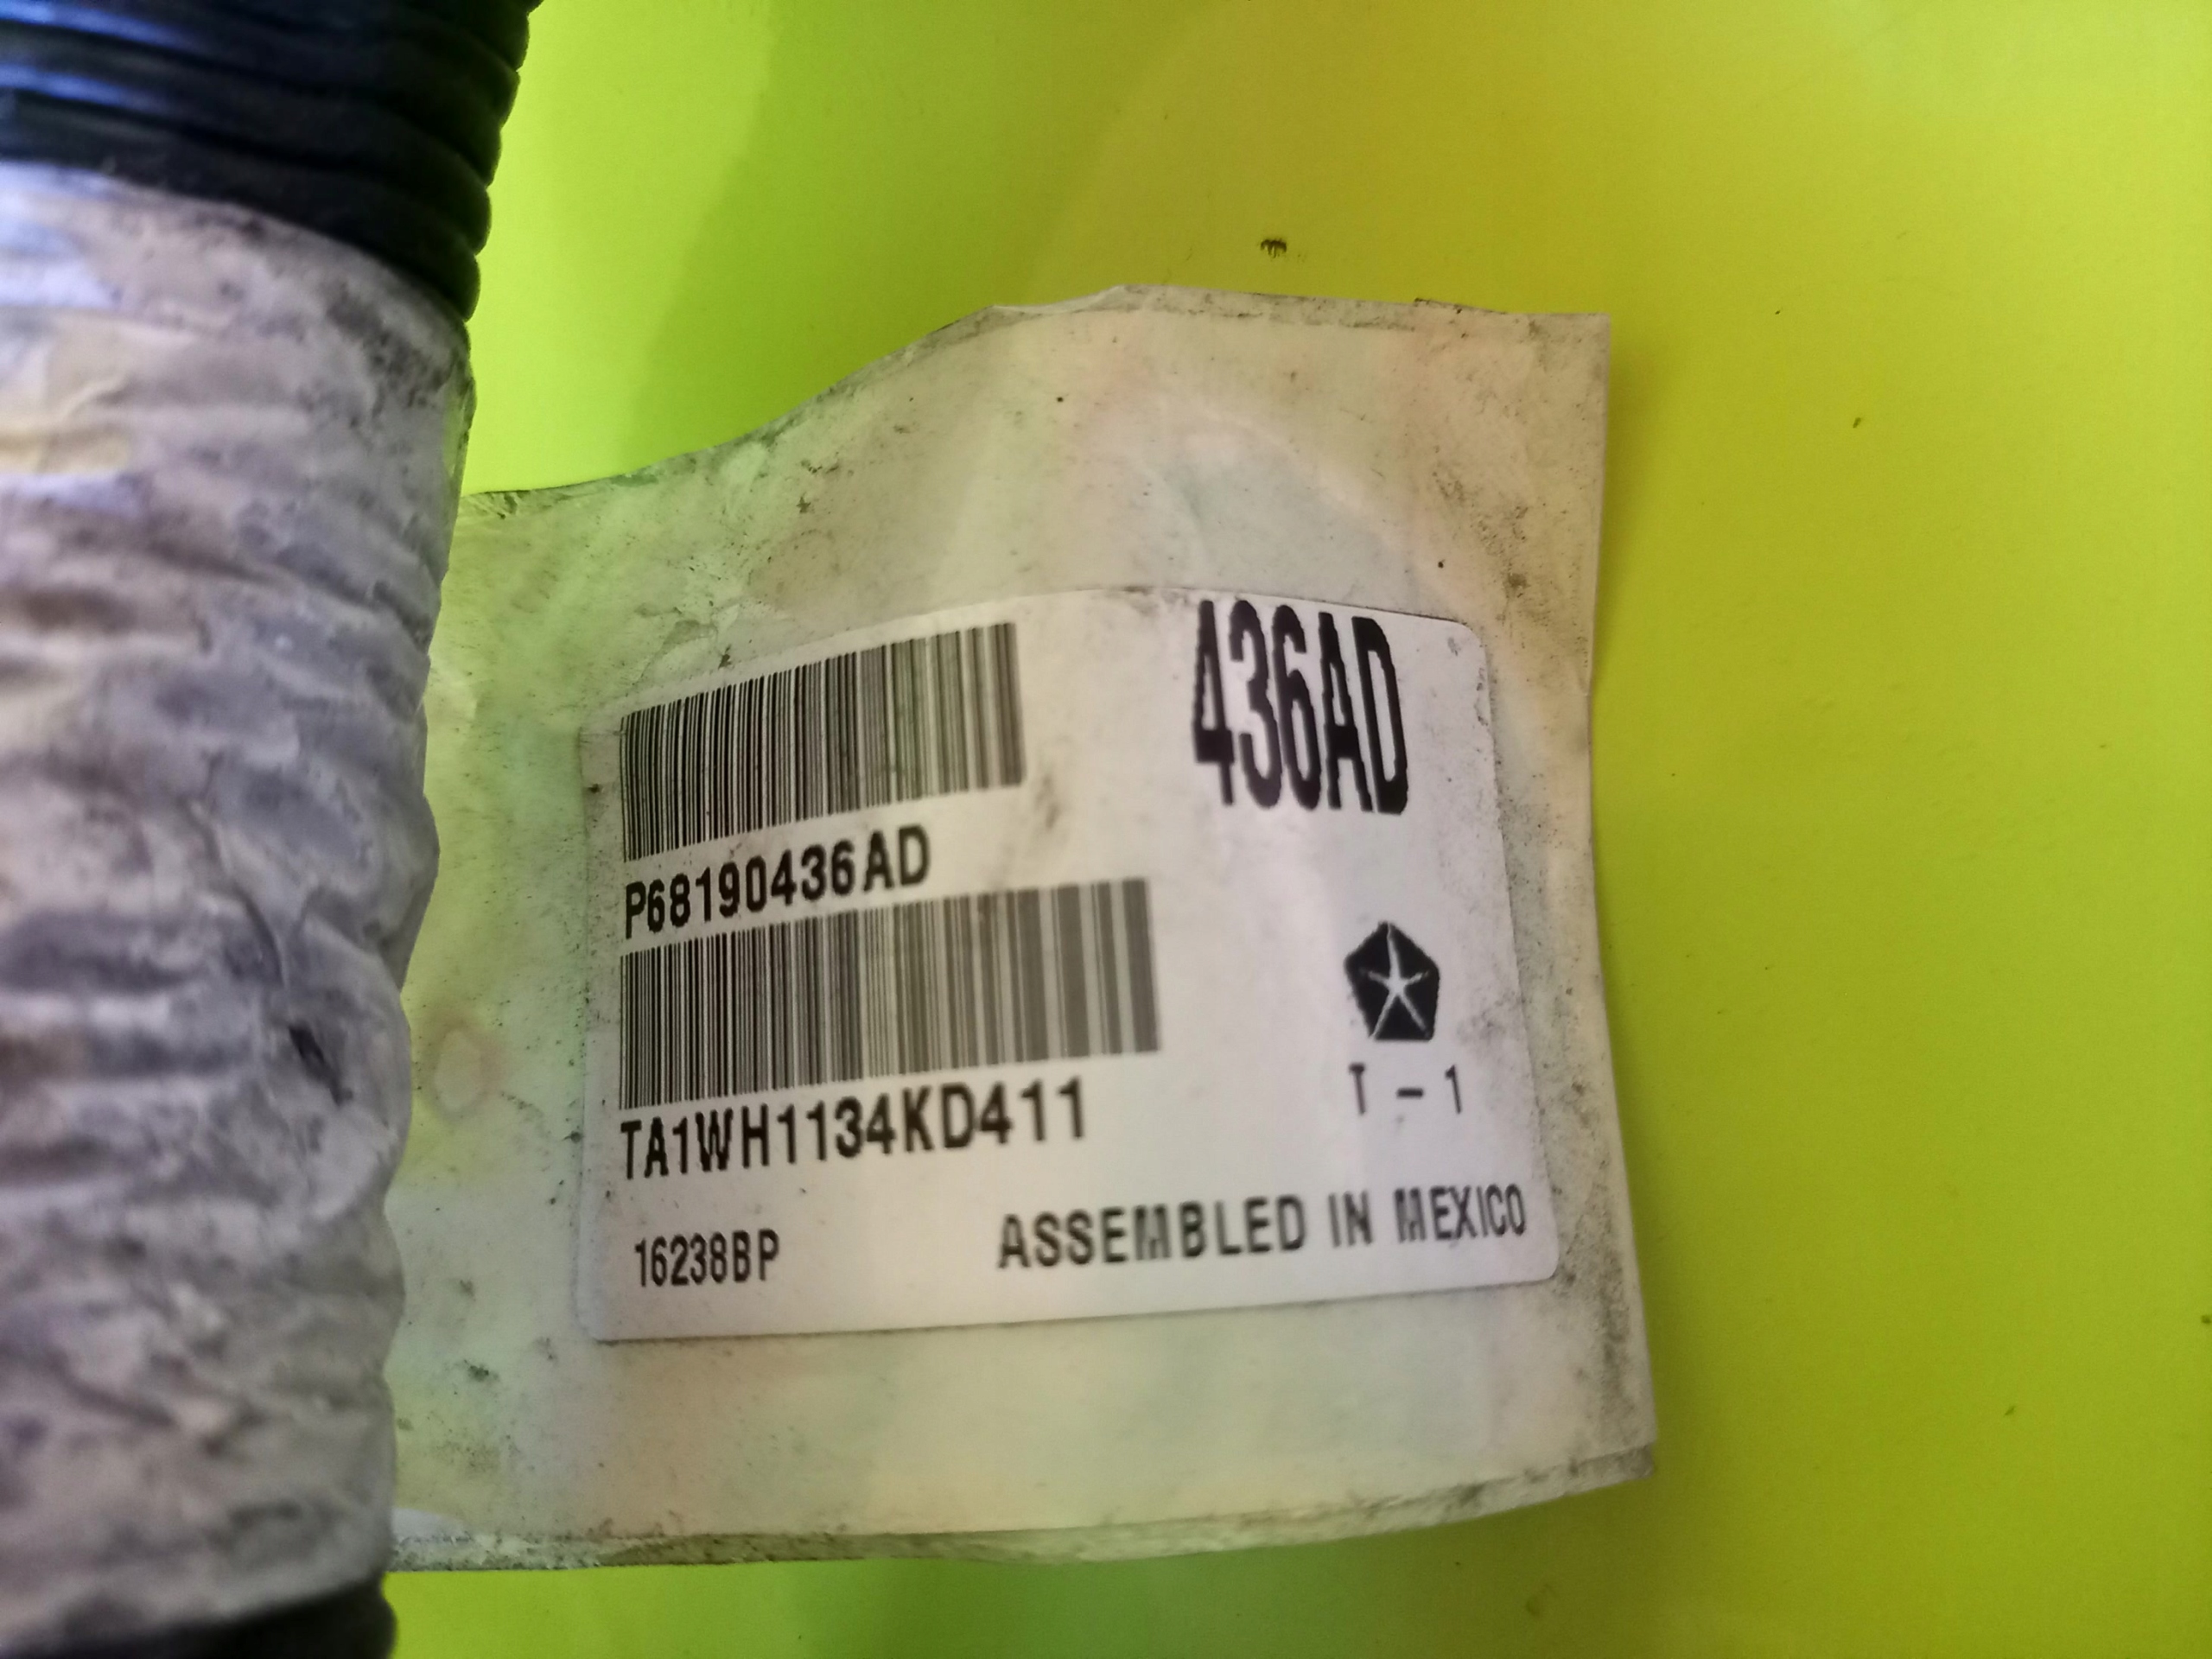 436AD
P68190436AD
TA1WH1134KD411
T-1
16238BP
ASSEMBLED IN MEXICO